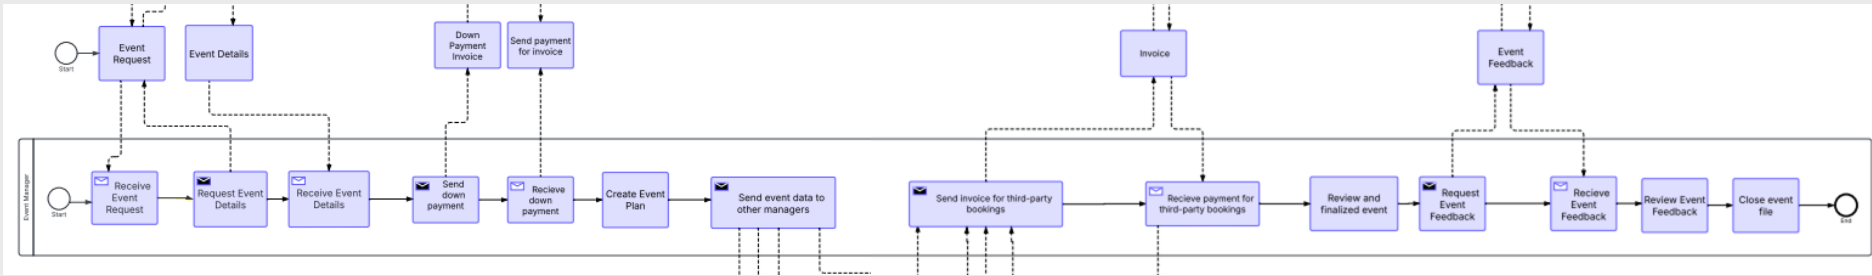 Start
Event
Request
Event Details
Down
Payment
Invoice
Send payment
for invoice
Invoice
Event
Feedback
Event Manager
Start
Receive
Event
Request
Request Event
Details
Receive Event
Details
Send
down
payment
Recieve
down
payment
Create Event
Plan
Send event data to
other managers
Send invoice for third-party
bookings
Recieve payment for
third-party bookings
Review and
finalized event
Request
Event
Feedback
Recieve
Event
Feedback
Review Event
Feedback
Close event
file
End